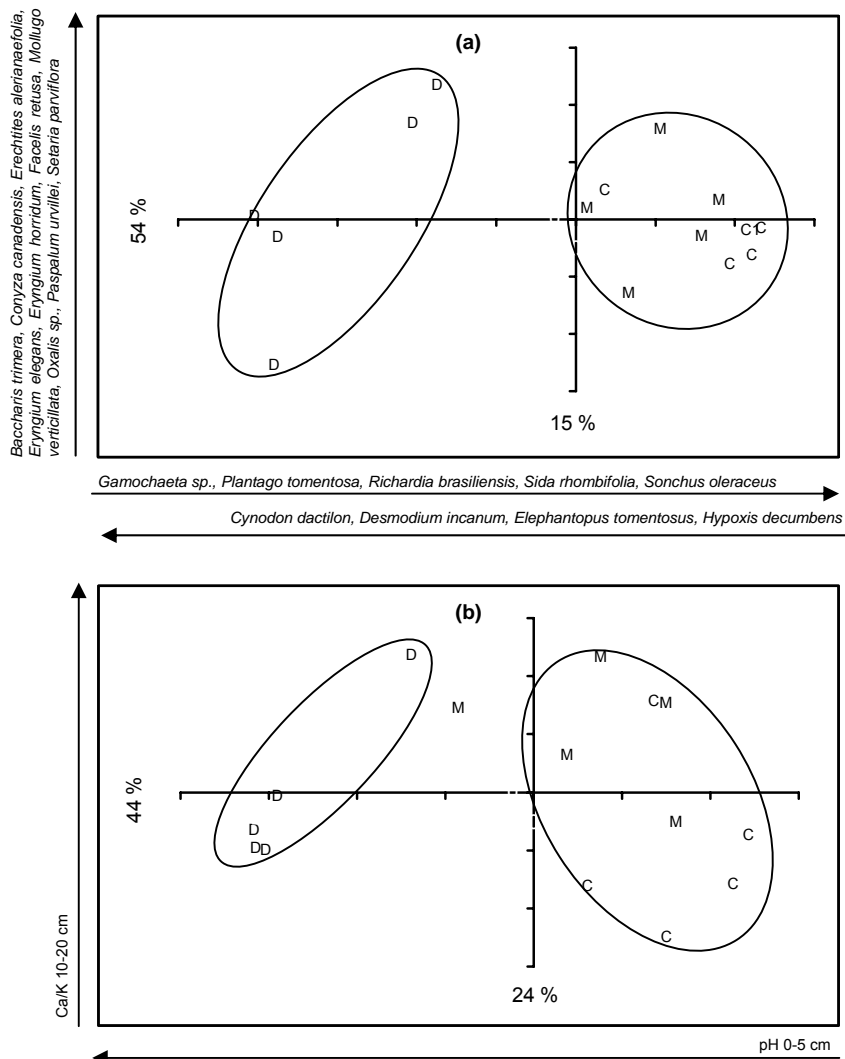 Baccharis trimera, Conyza canadensis, Erechtites alerianaefolia,
Eryngium elegans, Eryngium horridum, Facelis retusa, Mollugo
verticillata, Oxalis sp., Paspalum urvillei, Setaria parviflora
(a)
D
D
M
C
M
M
54 %
D
D
M
C1
C
C
C
M
D
15 %
Gamochaeta sp., Plantago tomentosa, Richardia brasiliensis, Sida rhombifolia, Sonchus oleraceus
Cynodon dactilon, Desmodium incanum, Elephantopus tomentosus, Hypoxis decumbens
(b)
D
M
M
C M
M
44 %
D
D
D D
M
C
C
C
C
24 %
Ca/K 10-20 cm
pH 0-5 cm